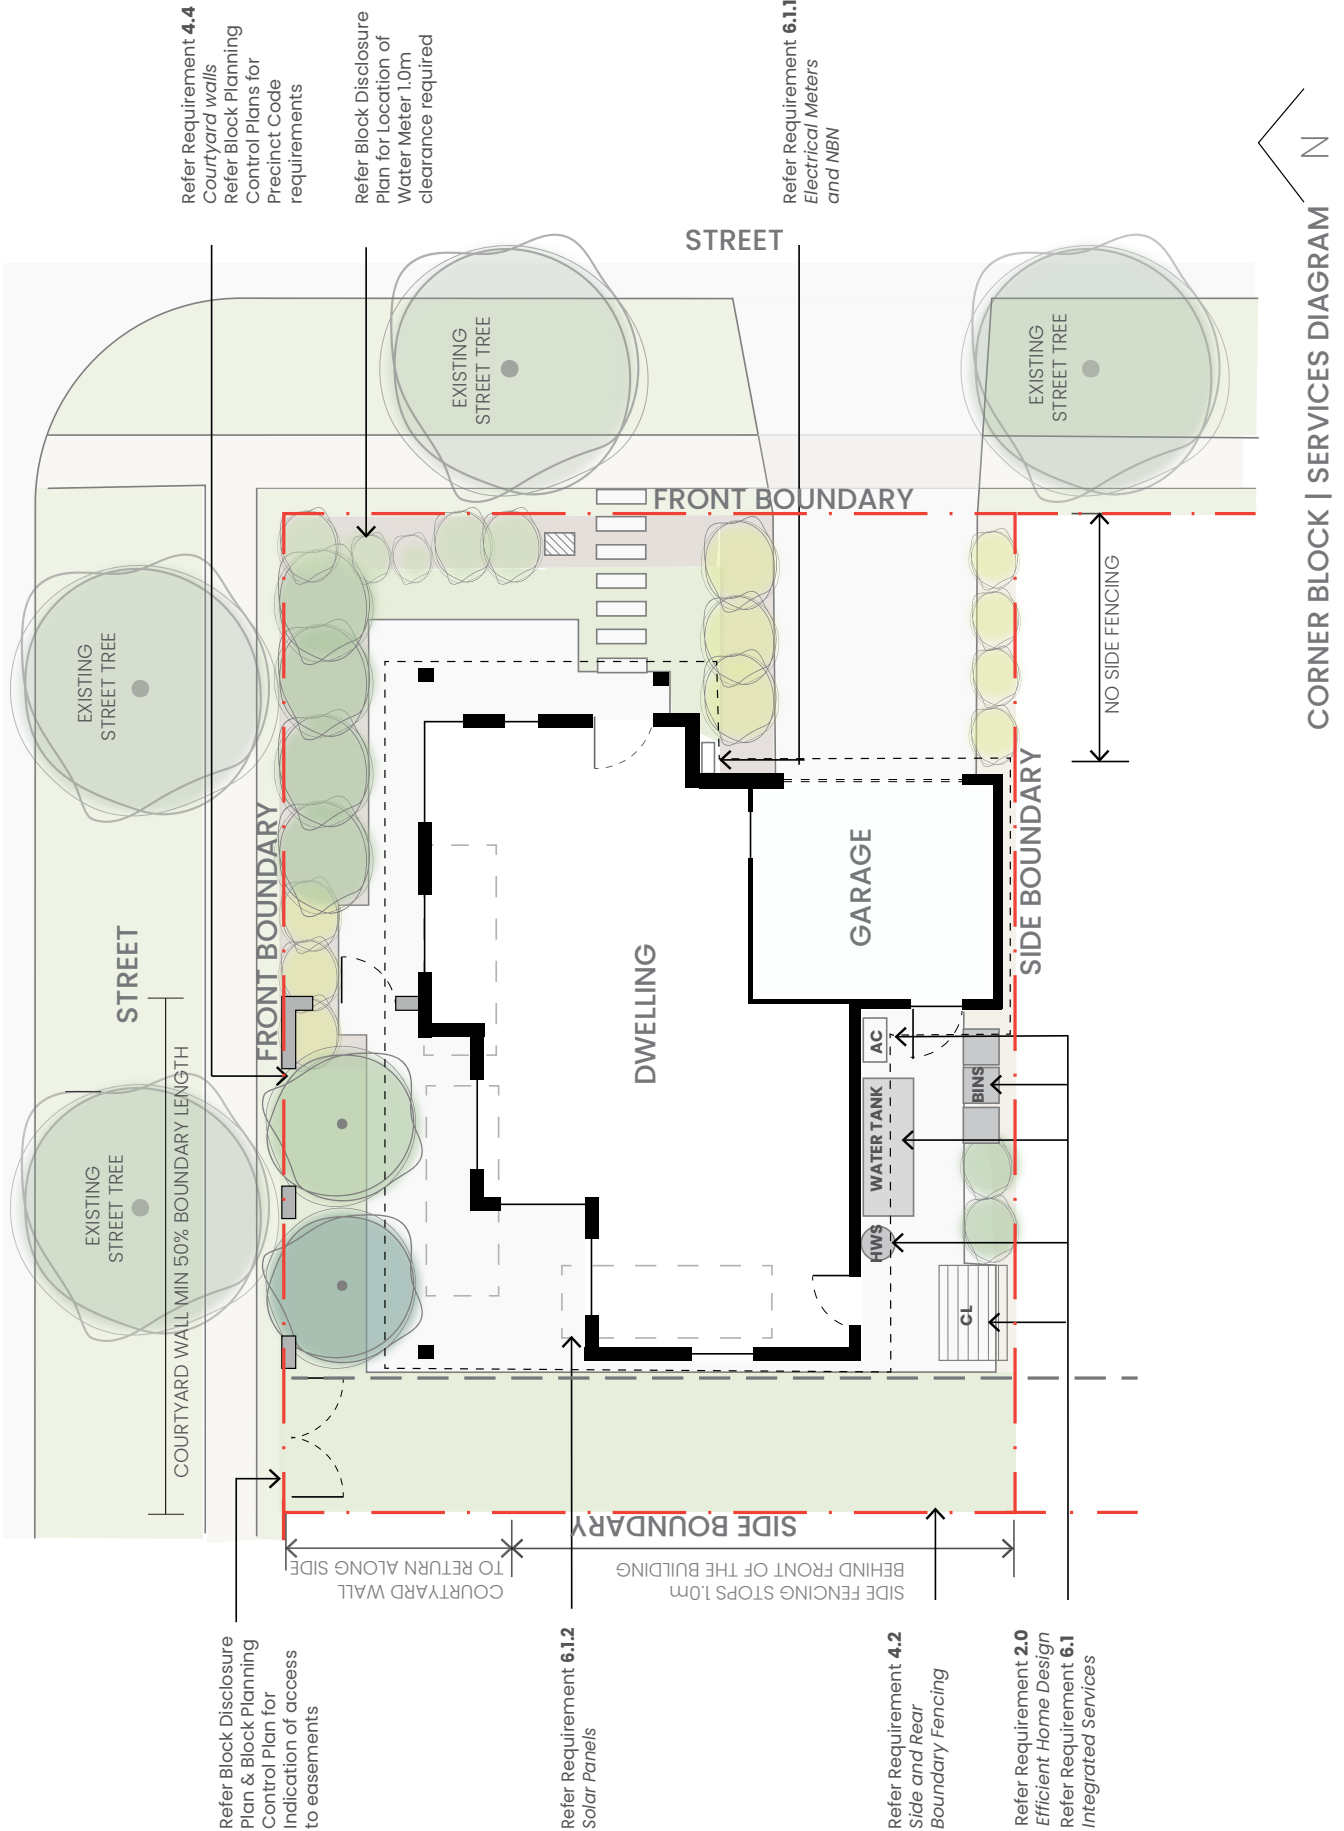 Refer Requirement 4.4
Courtyard walls
Refer Block Planning
Control Plans for
Precinct Code
requirements
Refer Block Disclosure
Plan for Location of
Water Meter 1.0m
clearance required
Refer Requirement 6.1.1
Electrical Meters
and NBN
N
CORNER BLOCK | SERVICES DIAGRAM
STREET
EXISTING
STREET TREE
EXISTING
STREET TREE
FRONT BOUNDARY
NO SIDE FENCING
EXISTING
STREET TREE
STREET
FRONT BOUNDARY
GARAGE
SIDE BOUNDARY
DWELLING
EXISTING
STREET TREE
COURTYARD WALL MIN 50% BOUNDARY LENGTH
AC
BINS
WATER TANK
HWS
CL
SIDE BOUNDARY
COURTYARD WALL
TO RETURN ALONG SIDE
SIDE FENCING STOPS 1.0m
BEHIND FRONT OF THE BUILDING
Refer Block Disclosure
Plan & Block Planning
Control Plan for
Indication of access
to easements
Refer Requirement 6.1.2
Solar Panels
Refer Requirement 4.2
Side and Rear
Boundary Fencing
Refer Requirement 2.0
Efficient Home Design
Refer Requirement 6.1
Integrated Services